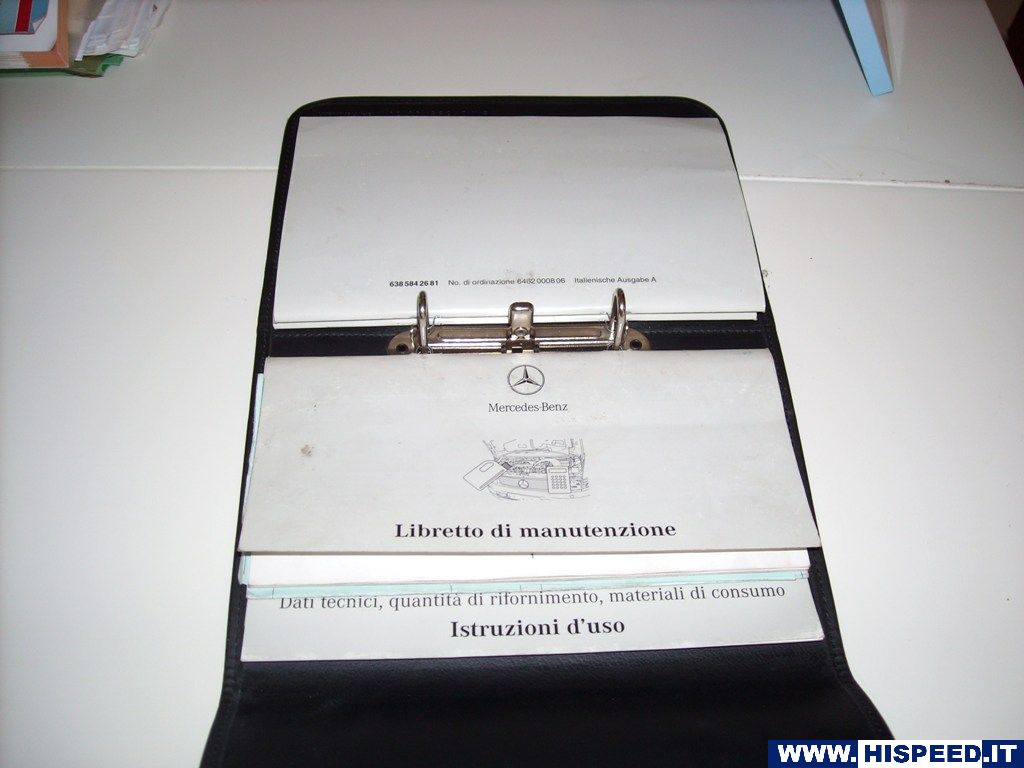 638 584 26 81 No. di ordinazione 6462 0008 06 Italienische Ausgabe A
Mercedes-Benz
Libretto di manutenzione
Dati tecnici, quantità di rifornimento, materiali di consumo
Istruzioni d'uso
WWW.HISPEED.IT